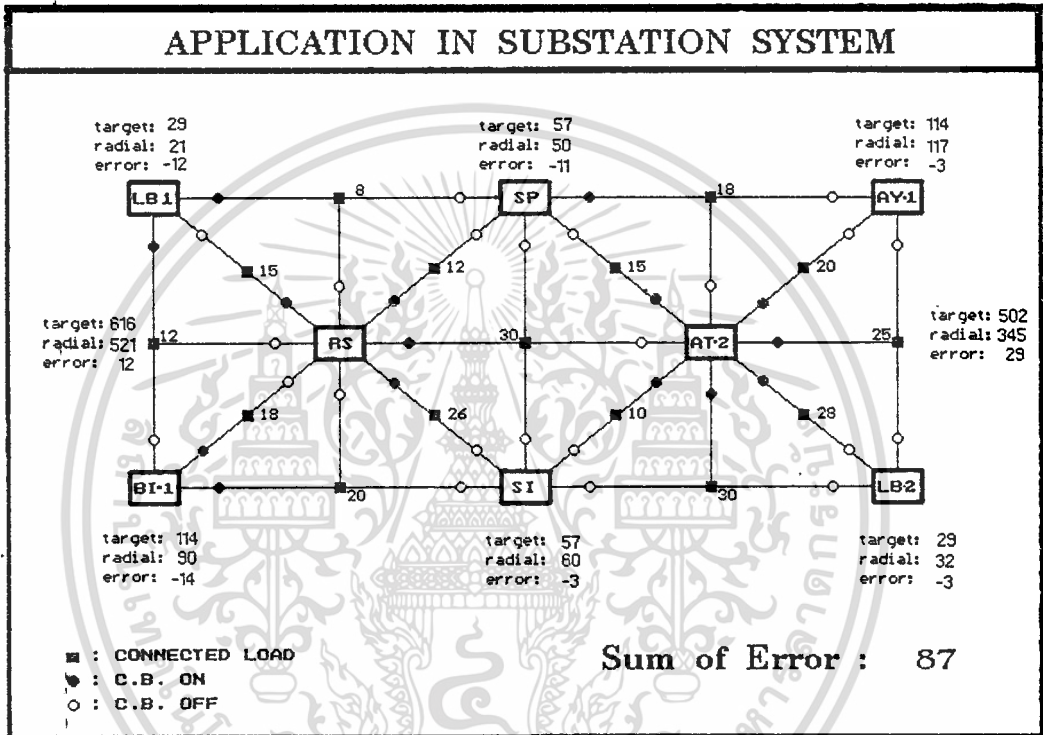 APPLICATION IN SUBSTATION SYSTEM
target: 29
radial: 21
error: -12
target: 57
radial: 50
error: -11
target: 114
radial: 117
error: -3
LB1
8
SP
18
AY·1
15
12
15
20
target: 616
radial: 521
error: 12
12
RS
30
AT·2
25
target: 502
radial: 345
error: 29
18
26
10
28
BI·1
20
SI
30
LB·2
target: 114
radial: 90
error: -14
target: 57
radial: 60
error: -3
target: 29
radial: 32
error: -3
: CONNECTED LOAD
: C.B. ON
: C.B. OFF
Sum of Error : 87